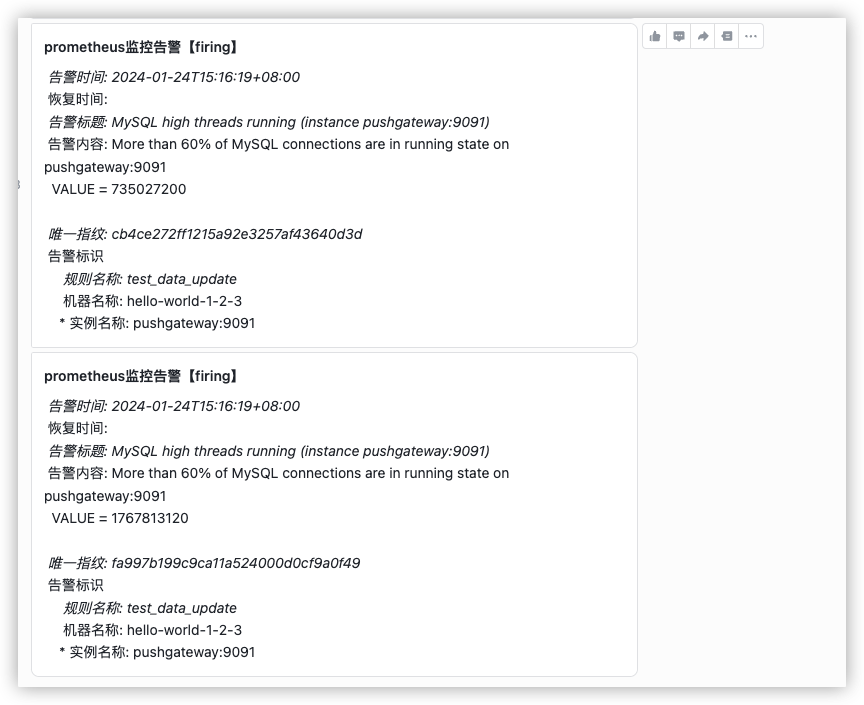 prometheus监控告警【firing】
告警时间: 2024-01-24T15:16:19+08:00
恢复时间:
告警标题: MySQL high threads running (instance pushgateway:9091)
告警内容: More than 60% of MySQL connections are in running state on
pushgateway:9091
VALUE = 735027200
唯一指纹: cb4ce272ff1215a92e3257af43640d3d
告警标识
规则名称: test_data_update
机器名称: hello-world-1-2-3
* 实例名称: pushgateway:9091
prometheus监控告警【firing】
告警时间: 2024-01-24T15:16:19+08:00
恢复时间:
告警标题: MySQL high threads running (instance pushgateway:9091)
告警内容: More than 60% of MySQL connections are in running state on
pushgateway:9091
VALUE = 1767813120
唯一指纹: fa997b199c9ca11a524000d0cf9a0f49
告警标识
规则名称: test_data_update
机器名称: hello-world-1-2-3
* 实例名称: pushgateway:9091